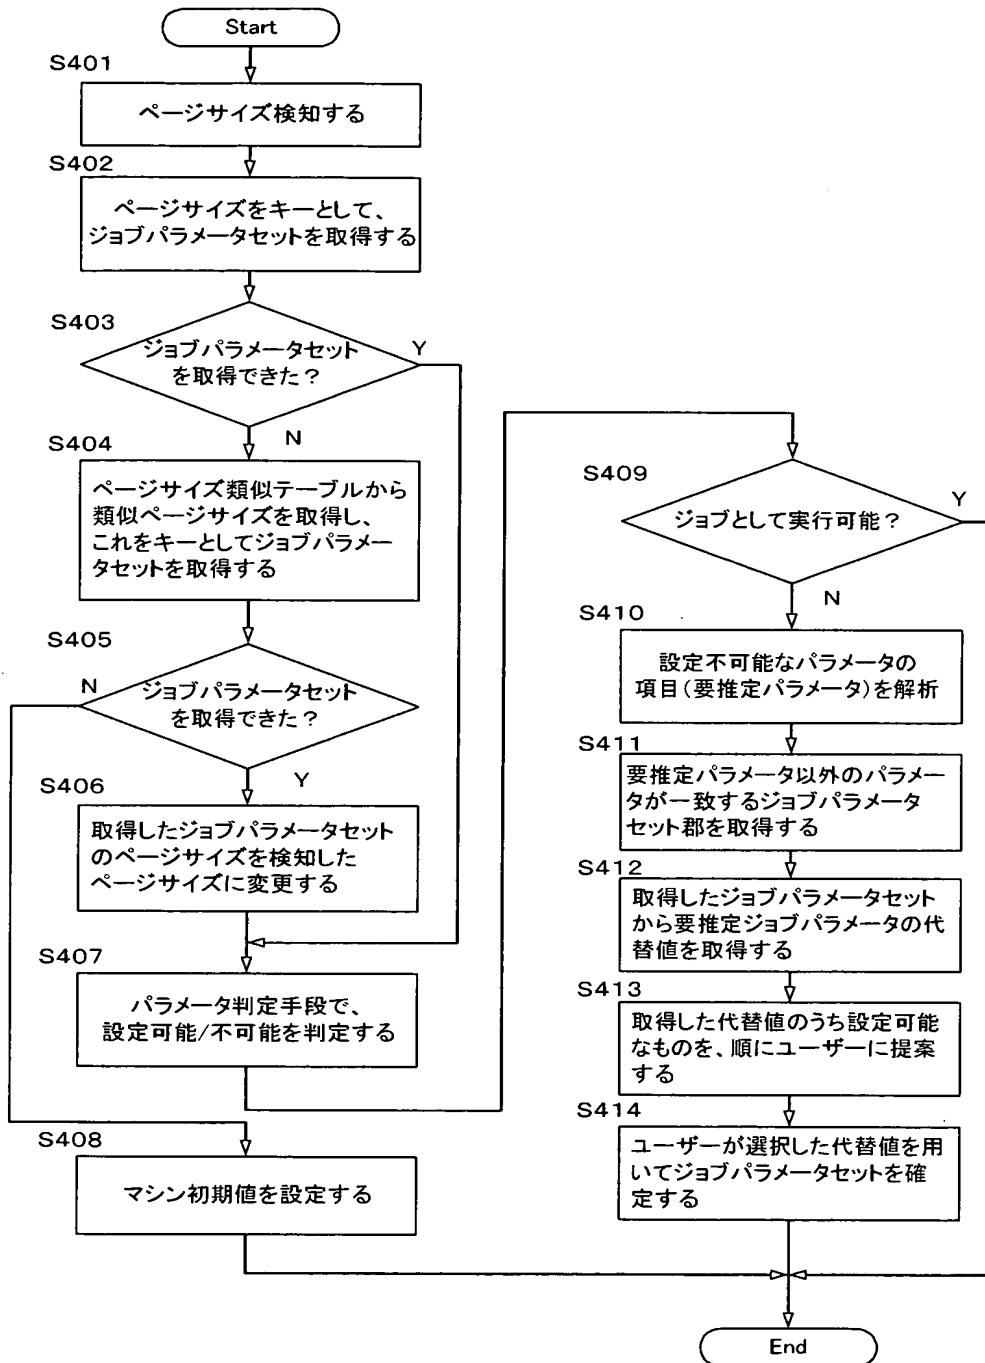 Start
S401
ページサイズ検知する
S402
ページサイズをキーとして、
ジョブパラメータセットを取得する
S403
ジョブパラメータセット
を取得できた？
Y
N
S404
ページサイズ類似テーブルから
類似ページサイズを取得し、
これをキーとしてジョブパラメー
タセットを取得する
S405
N
ジョブパラメータセット
を取得できた？
Y
S406
取得したジョブパラメータセット
のページサイズを検知した
ページサイズに変更する
S407
パラメータ判定手段で、
設定可能/不可能を判定する
S408
マシン初期値を設定する
S409
Y
ジョブとして実行可能？
N
S410
設定不可能なパラメータの
項目（要推定パラメータ）を解析
S411
要推定パラメータ以外のパラメー
タが一致するジョブパラメータ
セット郡を取得する
S412
取得したジョブパラメータセット
から要推定ジョブパラメータの代
替値を取得する
S413
取得した代替値のうち設定可能
なものを、順にユーザーに提案
する
S414
ユーザーが選択した代替値を用
いてジョブパラメータセットを確
定する
End